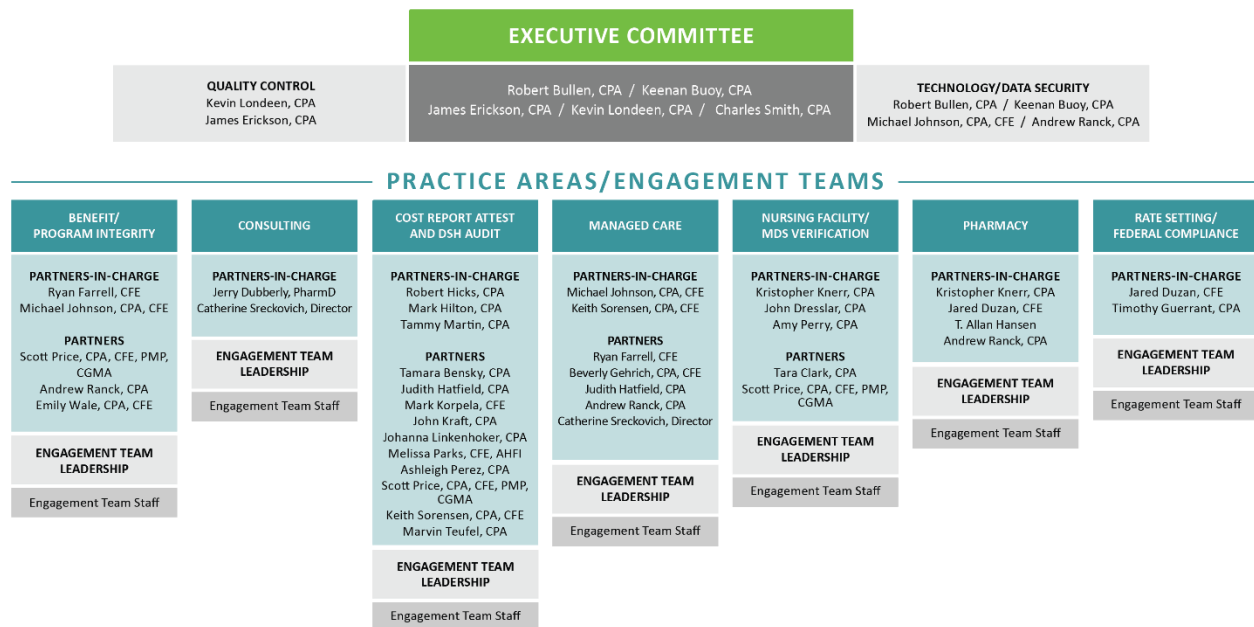 EXECUTIVE COMMITTEE
QUALITY CONTROL
Kevin Londeen, CPA
James Erickson, CPA
Robert Bullen, CPA / Keenan Buoy, CPA
James Erickson, CPA / Kevin Londeen, CPA / Charles Smith, CPA
TECHNOLOGY/DATA SECURITY
Robert Bullen, CPA / Keenan Buoy, CPA
Michael Johnson, CPA, CFE / Andrew Ranck, CPA
PRACTICE AREAS/ENGAGEMENT TEAMS
BENEFIT/
PROGRAM INTEGRITY
PARTNERS-IN-CHARGE
Ryan Farrell, CFE
Michael Johnson, CPA, CFE
PARTNERS
Scott Price, CPA, CFE, PMP,
CGMA
Andrew Ranck, CPA
Emily Wale, CPA, CFE
ENGAGEMENT TEAM
LEADERSHIP
Engagement Team Staff
CONSULTING
PARTNERS-IN-CHARGE
Jerry Dubberly, PharmD
Catherine Sreckovich, Director
ENGAGEMENT TEAM
LEADERSHIP
Engagement Team Staff
COST REPORT ATTEST
AND DSH AUDIT
PARTNERS-IN-CHARGE
Robert Hicks, CPA
Mark Hilton, CPA
Tammy Martin, CPA
PARTNERS
Tamara Bensky, CPA
Judith Hatfield, CPA
Mark Korpela, CFE
John Kraft, CPA
Johanna Linkenhoker, CPA
Melissa Parks, CFE, AHFI
Ashleigh Perez, CPA
Scott Price, CPA, CFE, PMP,
CGMA
Keith Sorensen, CPA, CFE
Marvin Teufel, CPA
ENGAGEMENT TEAM
LEADERSHIP
Engagement Team Staff
MANAGED CARE
PARTNERS-IN-CHARGE
Michael Johnson, CPA, CFE
Keith Sorensen, CPA, CFE
PARTNERS
Ryan Farrell, CFE
Beverly Gehrich, CPA, CFE
Judith Hatfield, CPA
Andrew Ranck, CPA
Catherine Sreckovich, Director
ENGAGEMENT TEAM
LEADERSHIP
Engagement Team Staff
NURSING FACILITY/
MDS VERIFICATION
PARTNERS-IN-CHARGE
Kristopher Knerr, CPA
John Dresslar, CPA
Amy Perry, CPA
PARTNERS
Tara Clark, CPA
Scott Price, CPA, CFE, PMP,
CGMA
ENGAGEMENT TEAM
LEADERSHIP
Engagement Team Staff
PHARMACY
PARTNERS-IN-CHARGE
Kristopher Knerr, CPA
Jared Duzan, CFE
T. Allan Hansen
Andrew Ranck, CPA
ENGAGEMENT TEAM
LEADERSHIP
Engagement Team Staff
RATE SETTING/
FEDERAL COMPLIANCE
PARTNERS-IN-CHARGE
Jared Duzan, CFE
Timothy Guerrant, CPA
ENGAGEMENT TEAM
LEADERSHIP
Engagement Team Staff